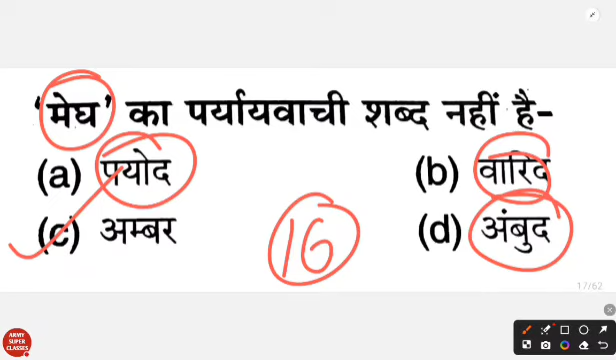 'मेघ' का पर्यायवाची शब्द नहीं है-
(a) पयोद (b) वारिद
(c) अम्बर (d) अंबुद
16
17/62
ARMY
SUPER
CLASSES